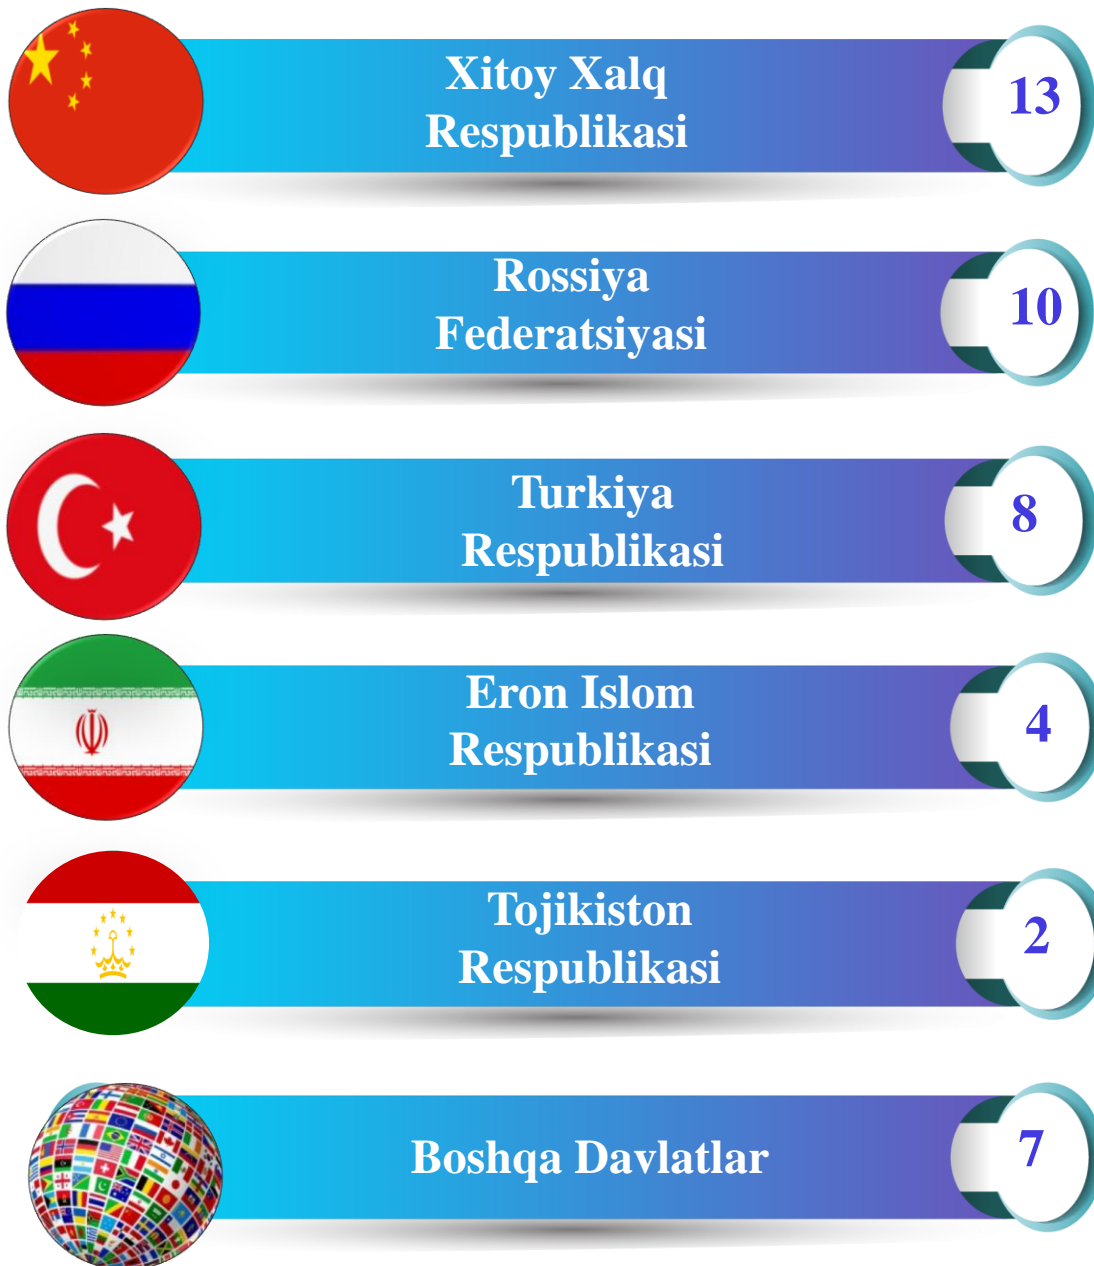 Xitoy Xalq
Respublikasi
13
Rossiya
Federatsiyasi
10
Turkiya
Respublikasi
8
Eron Islom
Respublikasi
4
Tojikiston
Respublikasi
2
Boshqa Davlatlar
7